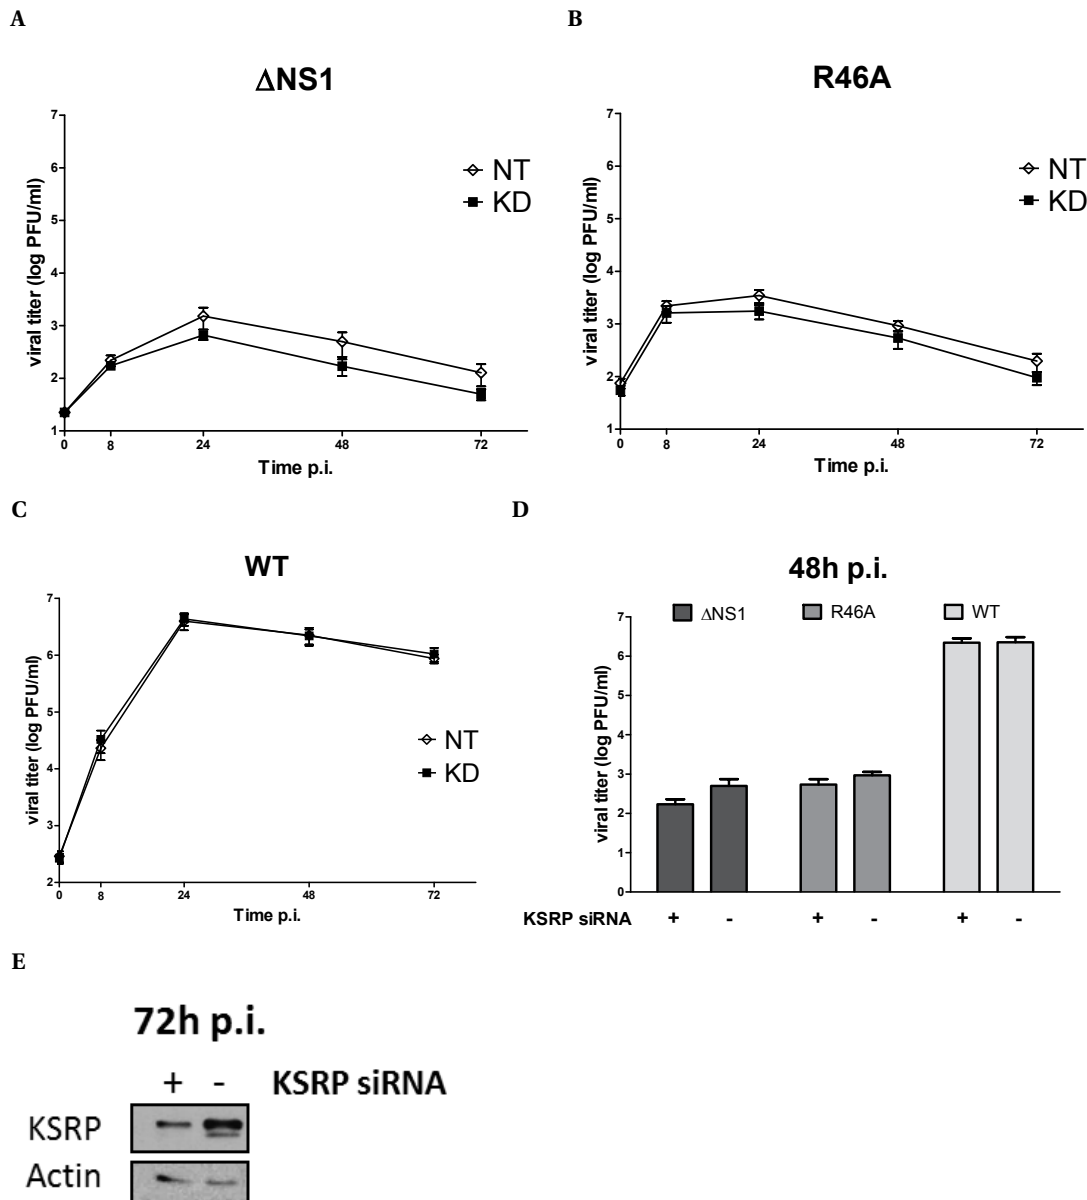 A
ΔNS1
viral titer (log PFU/ml)
7
6
5
4
3
2
1
0
8
24
48
72
Time p.i.
NT
KD
B
R46A
viral titer (log PFU/ml)
7
6
5
4
3
2
1
0
8
24
48
72
Time p.i.
NT
KD
C
WT
viral titer (log PFU/ml)
7
6
5
4
3
2
0
8
24
48
72
Time p.i.
NT
KD
D
48h p.i.
ΔNS1 R46A WT
viral titer (log PFU/ml)
7
6
5
4
3
2
1
0
KSRP siRNA + - + - + -
E
72h p.i.
+ - KSRP siRNA
KSRP
Actin